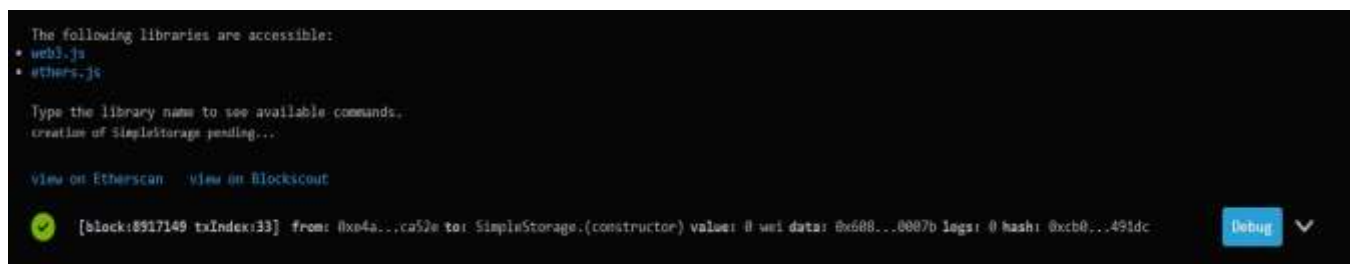 The following libraries are accessible:
• web3.js
• ethers.js
Type the library name to see available commands.
creation of SimpleStorage pending...
view on Etherscan view on Blockscout
[block:8917149 txIndex:33] from: 0xe4a...ca52e to: SimpleStorage.(constructor) value: 0 wei data: 0x608...0007b logs: 0 hash: 0xcb0...491dc
Debug